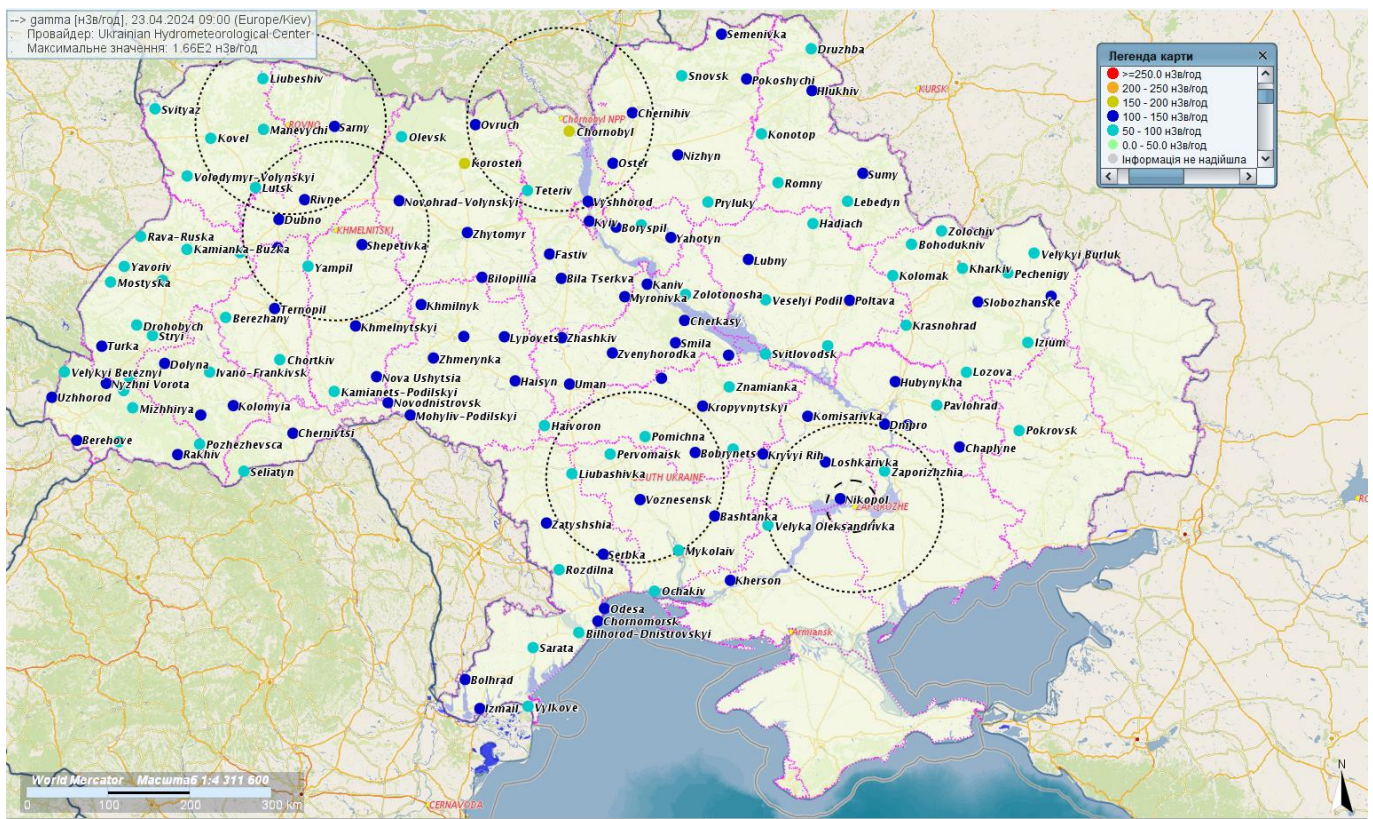 --> gamma [нЗв/год], 23.04.2024 09:00 (Europe/Kiev)
Провайдер: Ukrainian Hydrometeorological Center
Максимальне значення: 1.66E2 нЗв/год
Легенда карти
>=250.0 нЗв/год
200 - 250 нЗв/год
150 - 200 нЗв/год
100 - 150 нЗв/год
50 - 100 нЗв/год
0.0 - 50.0 нЗв/год
Інформація не надійшла
Semenivka
Druzhba
Liubeshiv
Snovsk
Pokoshychi
Hlukhiv
KURSK
Svityaz
Chernihiv
Chornobyl NPP
Manevychi
ROVNO
Sarny
Ovruch
Chornobyl
Kovel
Olevsk
Konotop
Korosten
Oster
Nizhyn
Volodymyr-Volynskyi
Lutsk
Sumy
Romny
Teteriv
Rivne
Novohrad-Volynskyi
Vyshhorod
Pryluky
Lebedyn
Dubno
Kyiv
Boryspil
Hadiach
KHMELNITSKI
Zhytomyr
Yahotyn
Zolochiv
Rava-Ruska
Kamianka-Buzka
Shepetivka
Bohodukniv
Fastiv
Lubny
Velykyi Burluk
Yavoriv
Yampil
Kharkiv
Pechenigy
Mostyska
Bilopillia
Bila Tserkva
Kolomak
Kaniv
Myronivka
Zolotonosha
Veselyi Podil
Poltava
Slobozhanske
Ternopil
Khmilnyk
Berezhany
Cherkasy
Drohobych
Stryi
Khmelnytskyi
Krasnohrad
Lypovets
Zhashkiv
Turka
Smila
Izium
Zvenyhorodka
Svitlovodsk
Dolyna
Chortkiv
Zhmerynka
Velykyi Bereznyi
Ivano-Frankivsk
Lozova
Nyzhni Vorota
Nova Ushytsia
Haisyn
Uman
Hubynykha
Kamianets-Podilskyi
Znamianka
Uzhhorod
Mizhhirya
Kolomyia
Novodnistrovsk
Kropyvnytskyi
Pavlohrad
Mohyliv-Podilskyi
Komisarivka
Dnipro
Haivoron
Chernivtsi
Pokrovsk
Berehove
Pozhezhevsca
Pomichna
Chaplyne
Rakhiv
Pervomaisk
Bobrynets
Kryvyi Rih
Loshkarivka
Seliatyn
Liubashivka
SOUTH UKRAINE
Zaporizhzhia
Voznesensk
Nikopol
ZAPOROZHE
Zatyshshia
Bashtanka
Velyka Oleksandrivka
Serbka
Mykolaiv
Rozdilna
Kherson
Ochakiv
Odesa
Chornomorsk
Bilhorod-Dnistrovskyi
Armiansk
Sarata
Bolhrad
Izmail
Vylkove
World Mercator Масштаб 1:4 311 600
0 100 200 300 km
CERNAVODA
N